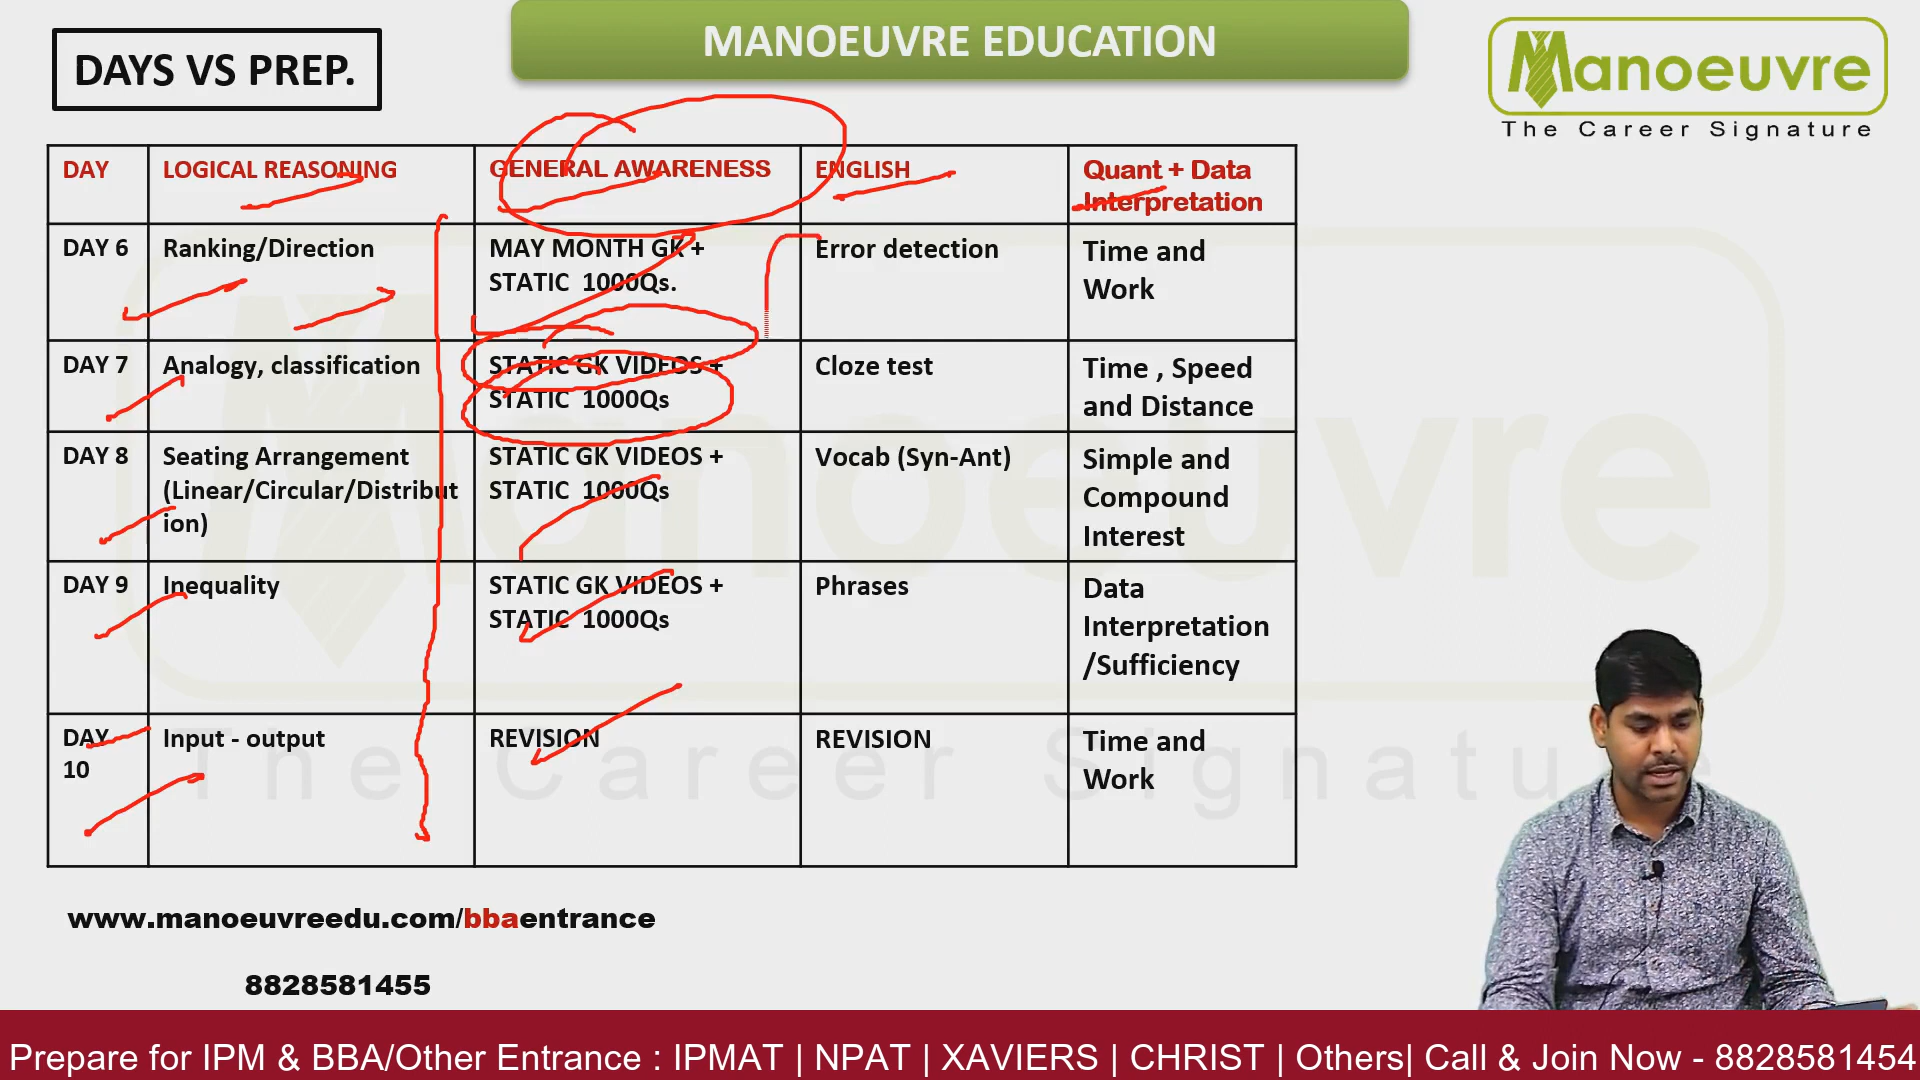 DAYS VS PREP.
MANOEUVRE EDUCATION
Manoeuvre
The Career Signature
DAY
LOGICAL REASONING
GENERAL AWARENESS
ENGLISH
Quant + Data
Interpretation
DAY 6
Ranking/Direction
MAY MONTH GK +
STATIC 1000Qs.
Error detection
Time and
Work
DAY 7
Analogy, classification
STATIC GK VIDEOS +
STATIC 1000Qs
Cloze test
Time , Speed
and Distance
DAY 8
Seating Arrangement
(Linear/Circular/Distribut
ion)
STATIC GK VIDEOS +
STATIC 1000Qs
Vocab (Syn-Ant)
Simple and
Compound
Interest
DAY 9
Inequality
STATIC GK VIDEOS +
STATIC 1000Qs
Phrases
Data
Interpretation
/Sufficiency
DAY
10
Input - output
REVISION
REVISION
Time and
Work
Manoeuvre
The Career Signature
www.manoeuvreedu.com/bbaentrance
8828581455
Prepare for IPM & BBA/Other Entrance : IPMAT | NPAT | XAVIERS | CHRIST | Others| Call & Join Now - 8828581454